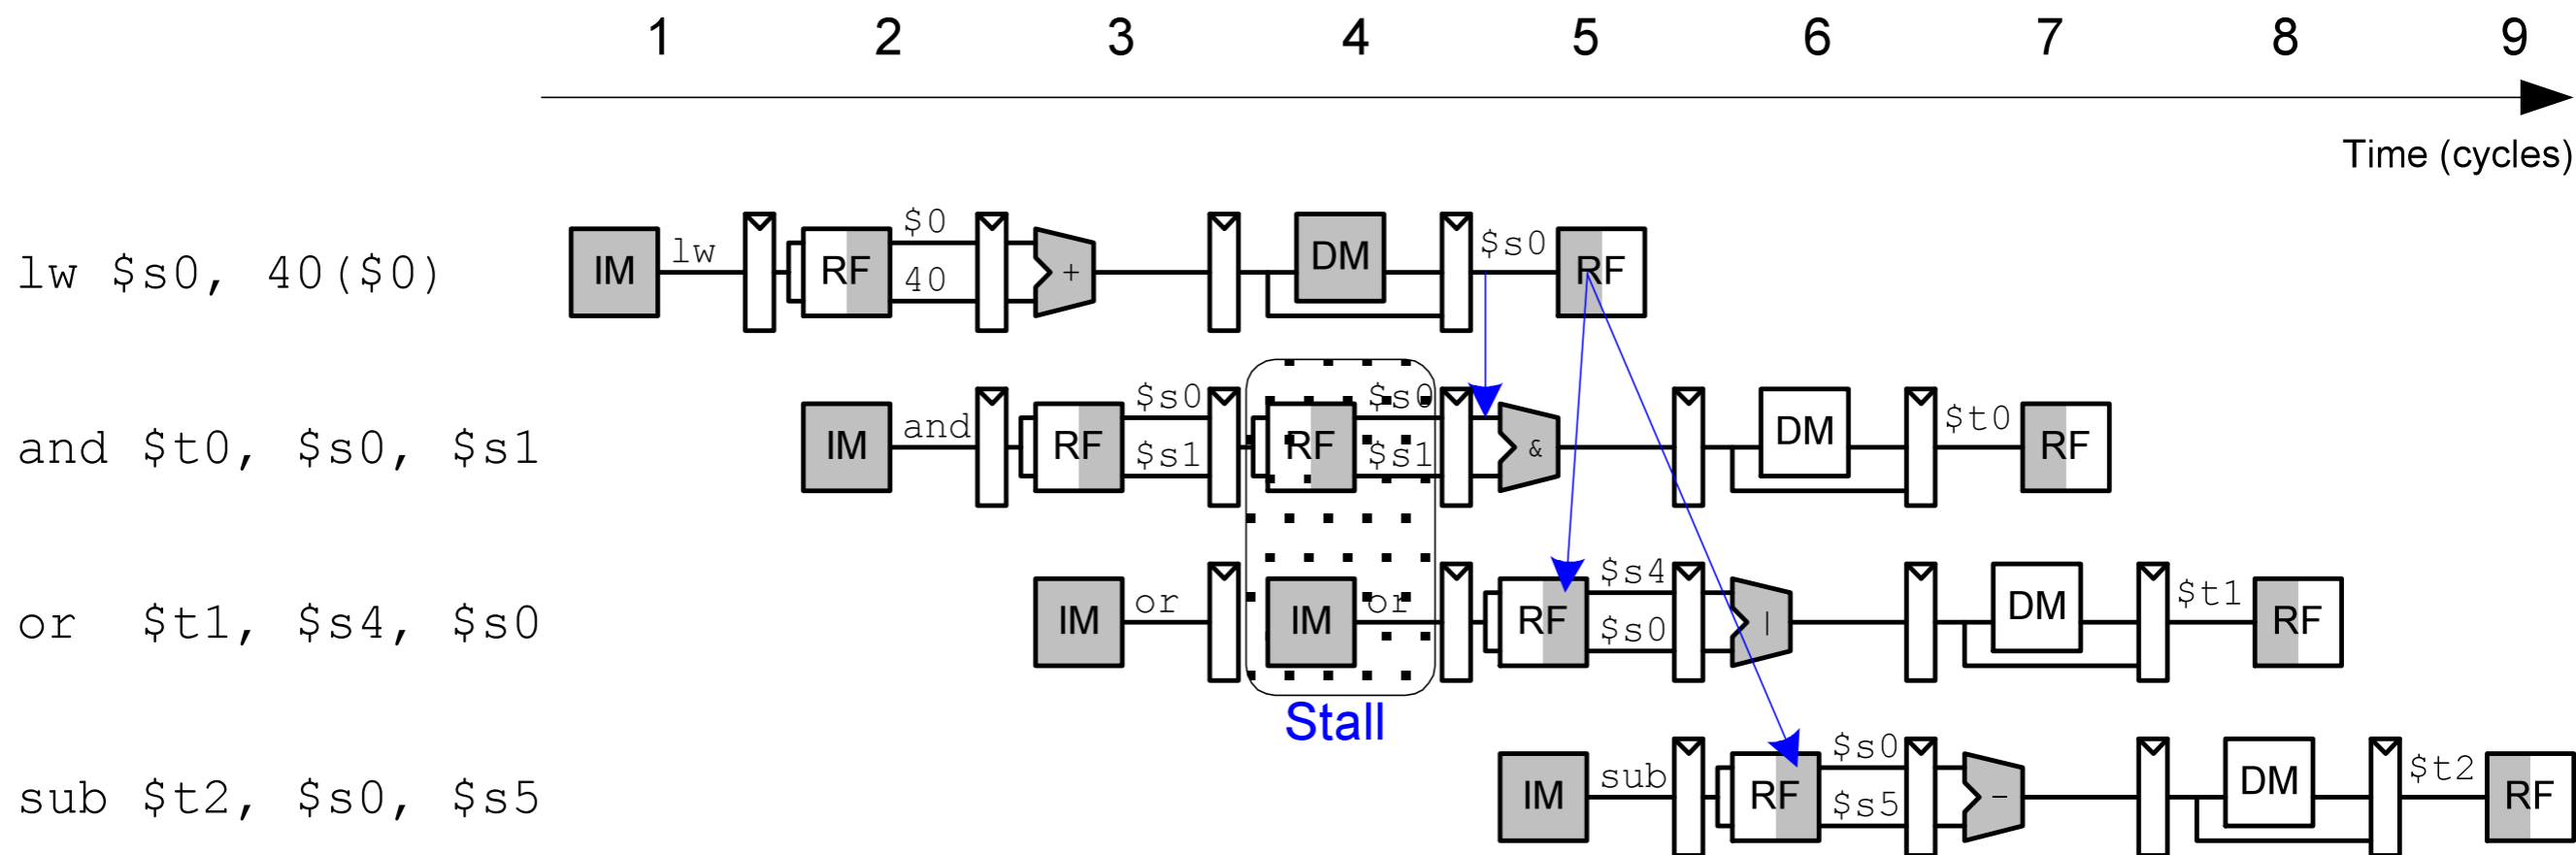 1 2 3 4 5 6 7 8 9
Time (cycles)
lw $s0, 40($0) IM lw RF $0 40 + DM $s0 RF
and $t0, $s0, $s1 IM and RF $s0 $s1 RF $s0 $s1 & DM $t0 RF
or $t1, $s4, $s0 IM or IM or RF $s4 $s0 | DM $t1 RF
Stall
sub $t2, $s0, $s5 IM sub RF $s0 $s5 - DM $t2 RF